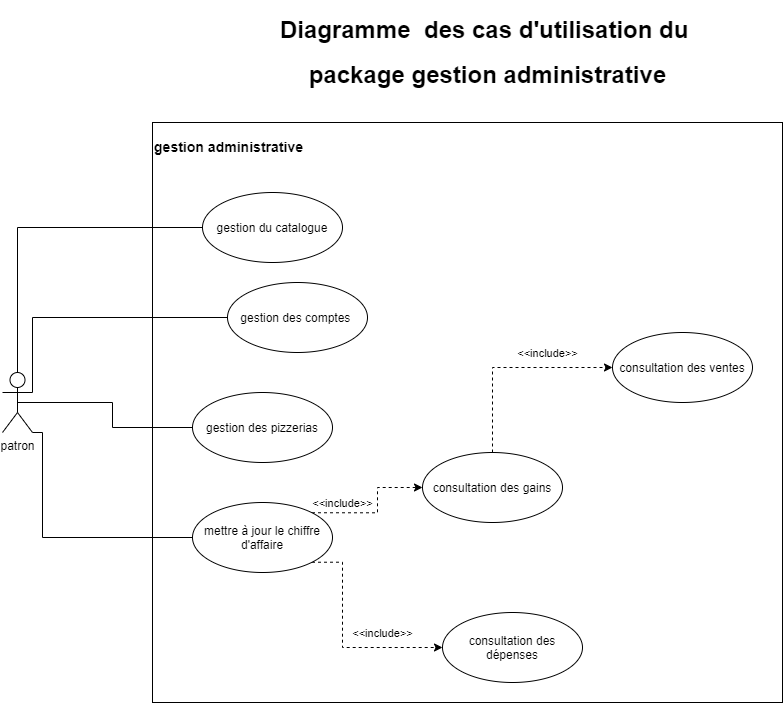 Diagramme  des cas d'utilisation du
package gestion administrative
gestion administrative
gestion du catalogue
gestion des comptes
<<include>>
consultation des ventes
gestion des pizzerias
patron
consultation des gains
<<include>>
mettre à jour le chiffre
d'affaire
<<include>>
consultation des
dépenses